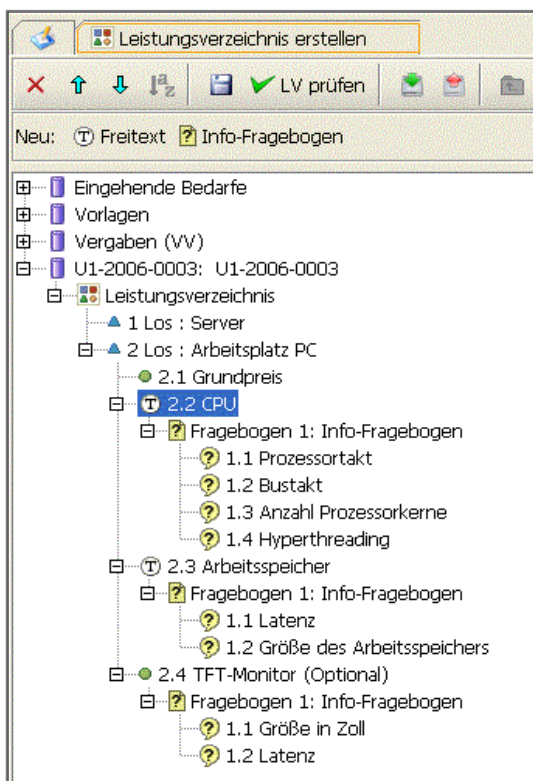 Leistungsverzeichnis erstellen
LV prüfen
Neu: Freitext Info-Fragebogen
Eingehende Bedarfe
Vorlagen
Vergaben (VV)
U1-2006-0003: U1-2006-0003
Leistungsverzeichnis
1 Los : Server
2 Los : Arbeitsplatz PC
2.1 Grundpreis
2.2 CPU
Fragebogen 1: Info-Fragebogen
1.1 Prozessortakt
1.2 Bustakt
1.3 Anzahl Prozessorkerne
1.4 Hyperthreading
2.3 Arbeitsspeicher
Fragebogen 1: Info-Fragebogen
1.1 Latenz
1.2 Größe des Arbeitsspeichers
2.4 TFT-Monitor (Optional)
Fragebogen 1: Info-Fragebogen
1.1 Größe in Zoll
1.2 Latenz